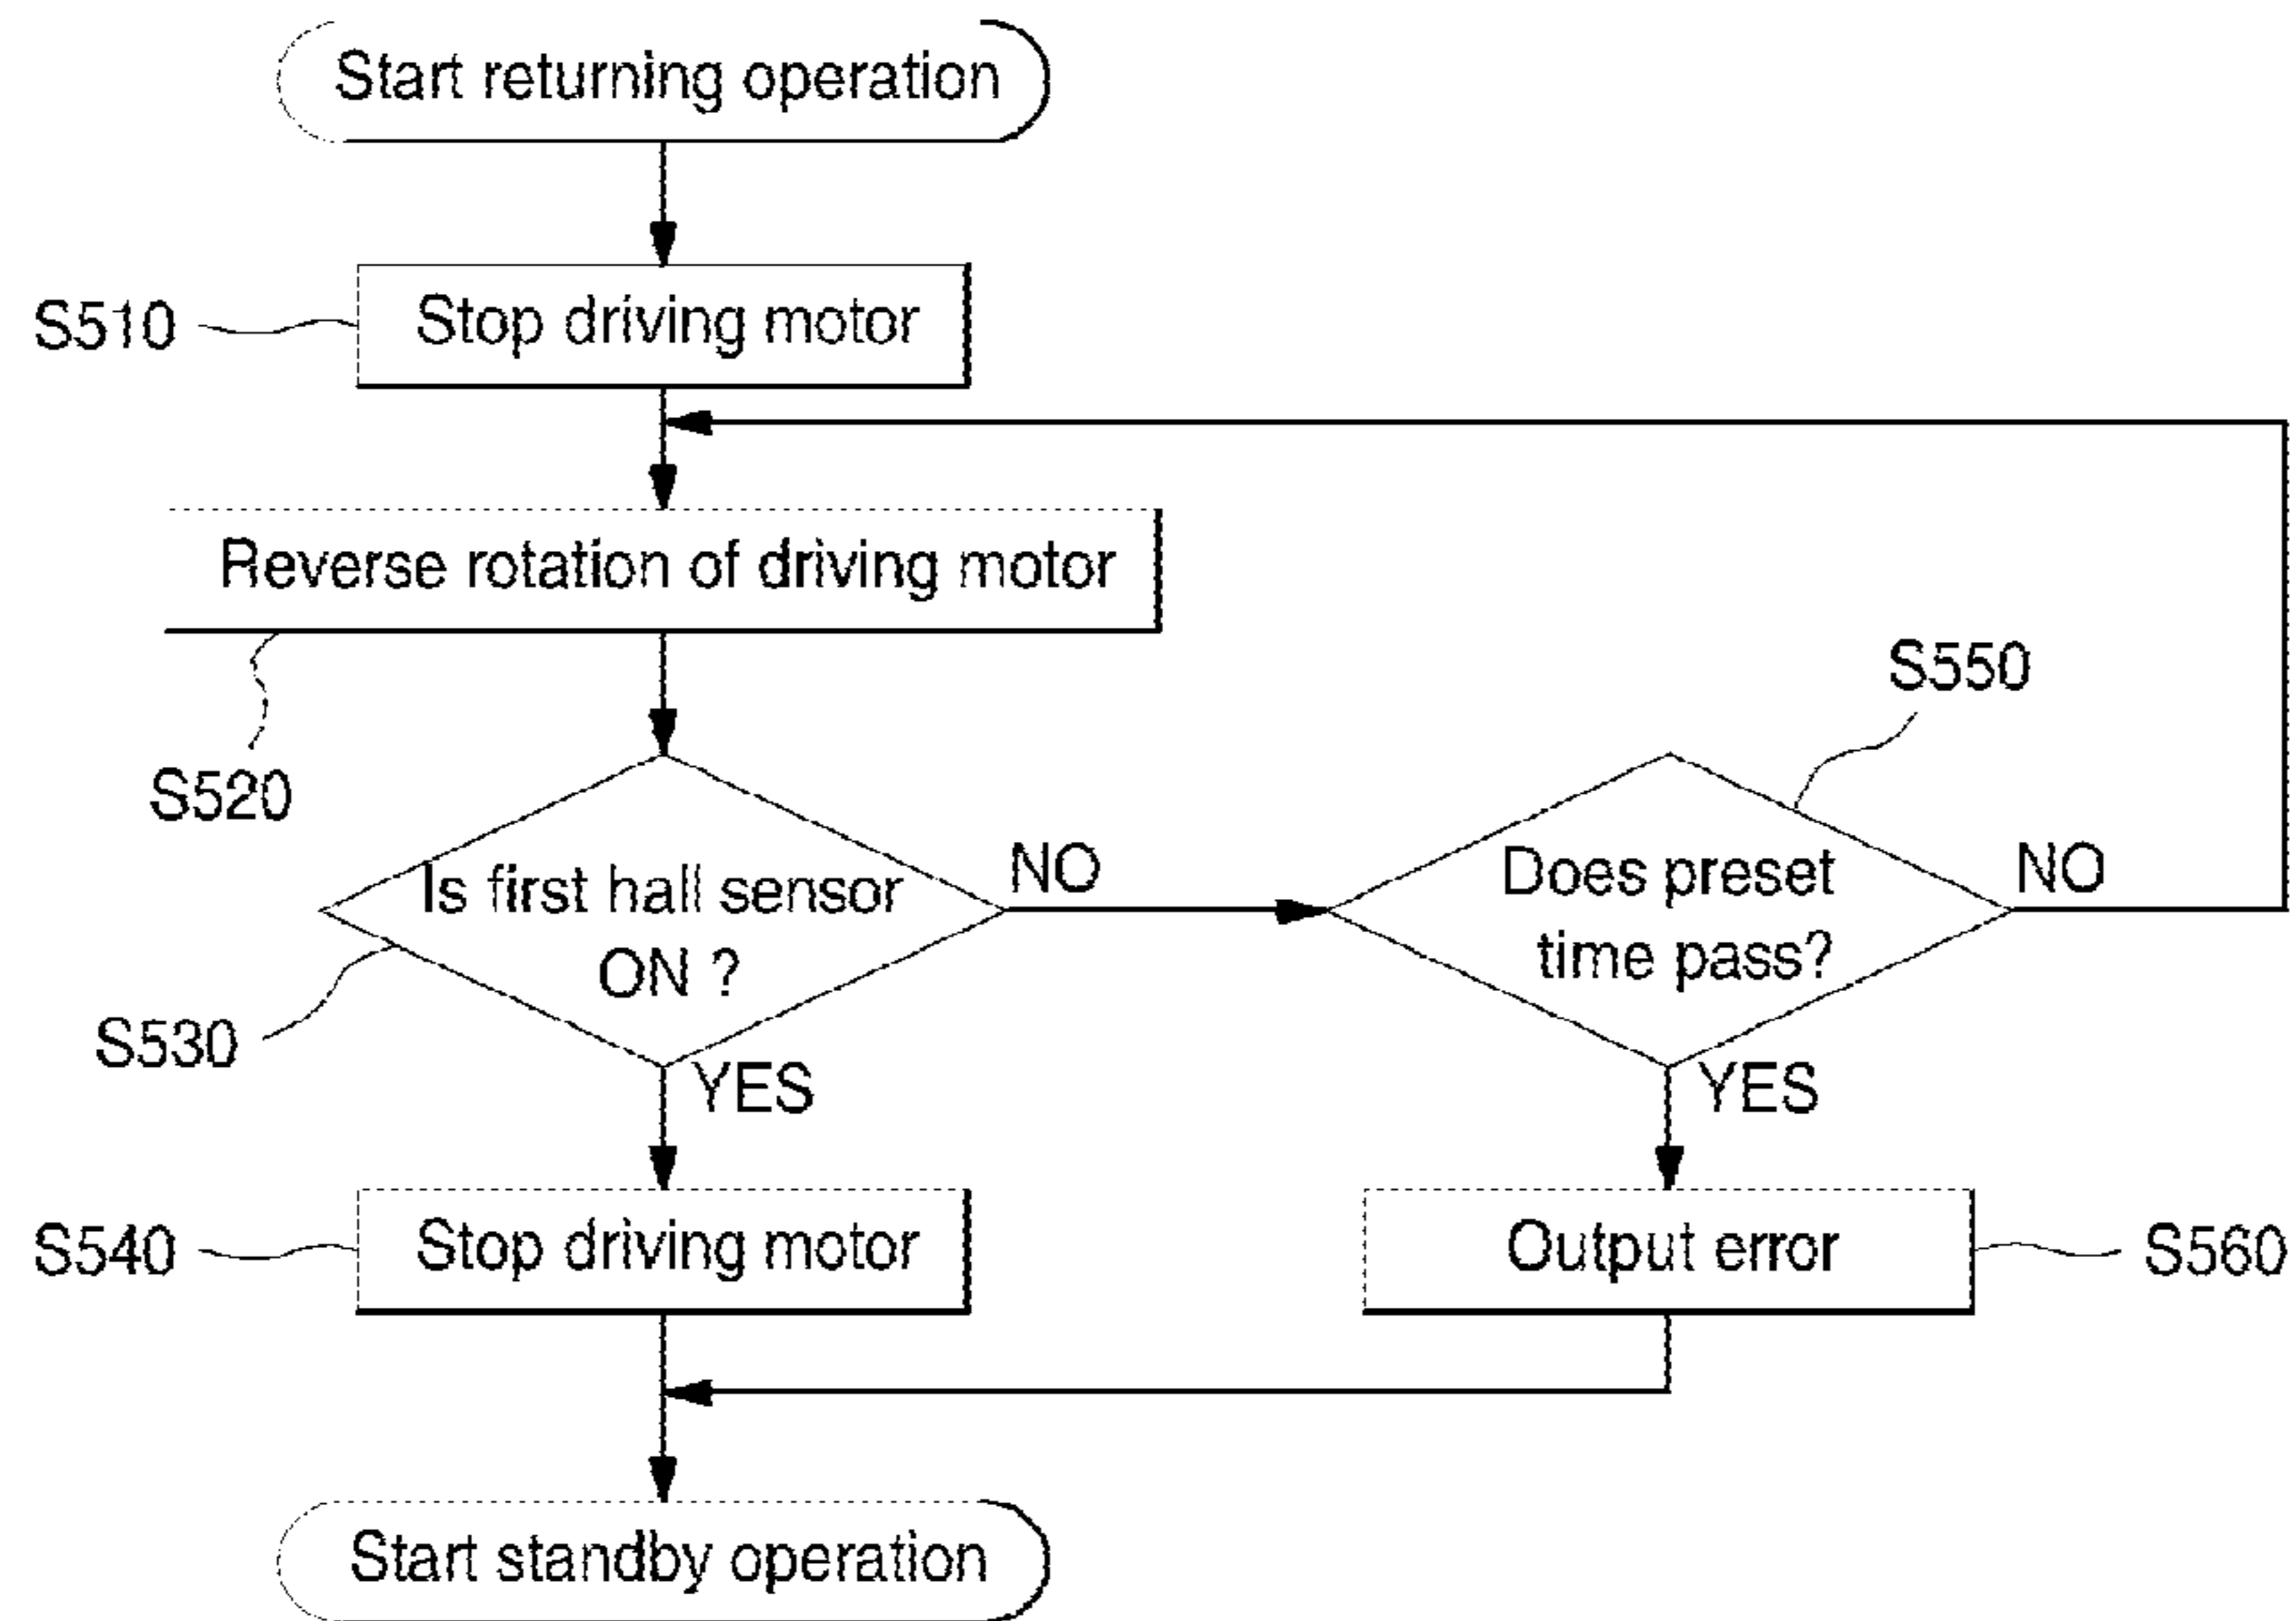 Start returning operation
S510
Stop driving motor
Reverse rotation of driving motor
S520
S550
Is first hall sensor
ON ?
NO
Does preset
time pass?
NO
S530
YES
YES
S540
Stop driving motor
Output error
S560
Start standby operation